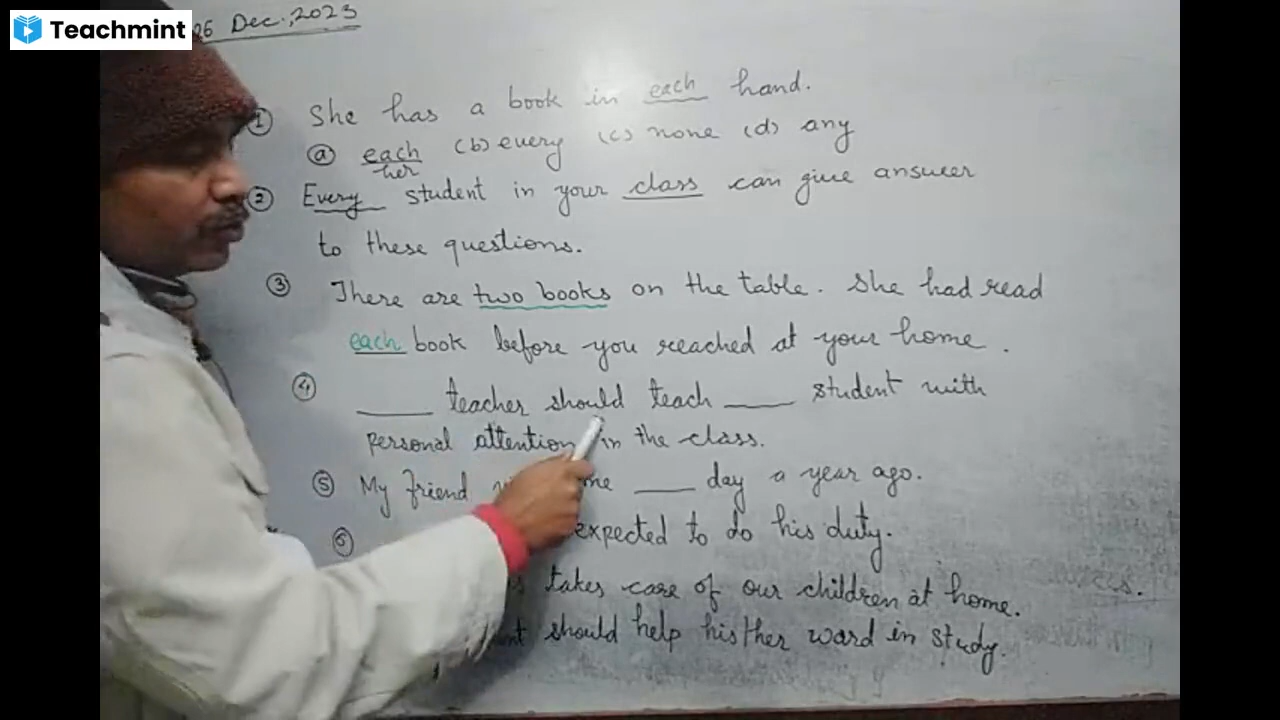 Teachmint
26 Dec., 2023
① She has a book in each hand.
ⓐ each (b) every (c) none (d) any
her
② Every student in your class can give answer
to these questions.
③ There are two books on the table. She had read
each book before you reached at your home.
④ ____ teacher should teach ____ student with
personal attention in the class.
⑤ My friend me ____ day a year ago.
⑥ expected to do his duty.
takes care of our children at home.
should help his/her ward in study.